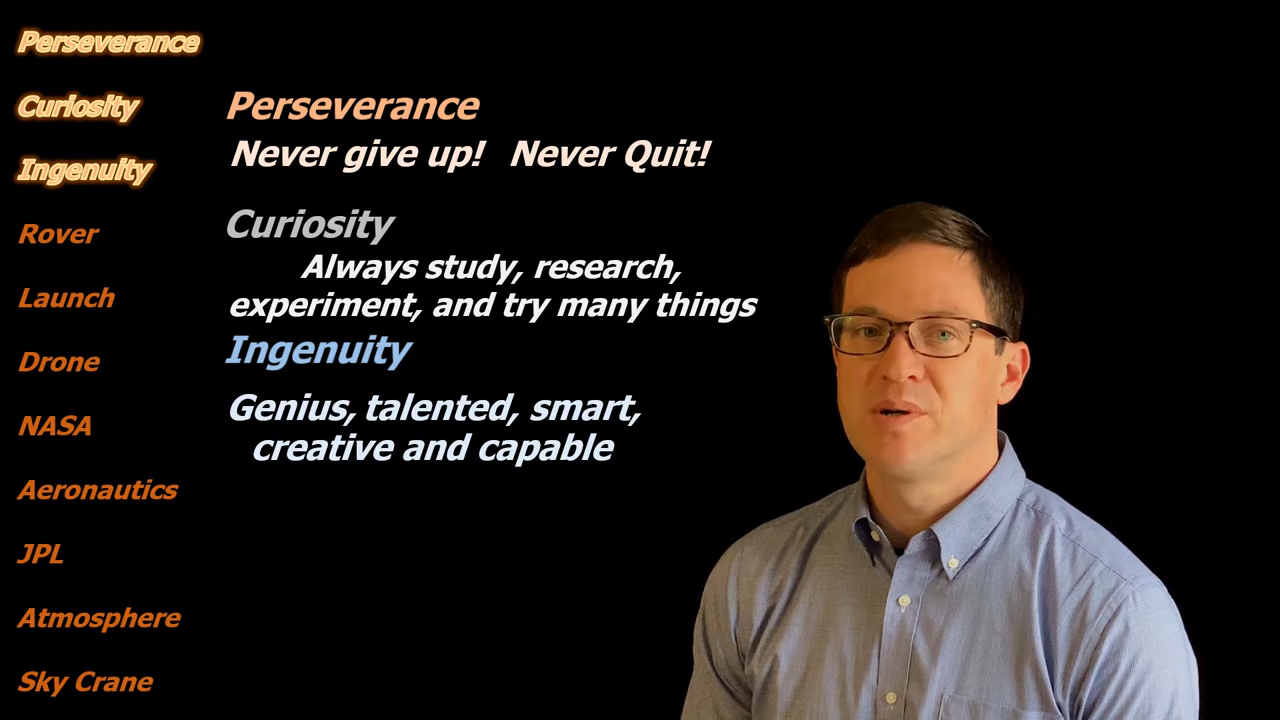 Perseverance
Curiosity
Ingenuity
Rover
Launch
Drone
NASA
Aeronautics
JPL
Atmosphere
Sky Crane
Perseverance
Never give up! Never Quit!
Curiosity
Always study, research,
experiment, and try many things
Ingenuity
Genius, talented, smart,
creative and capable